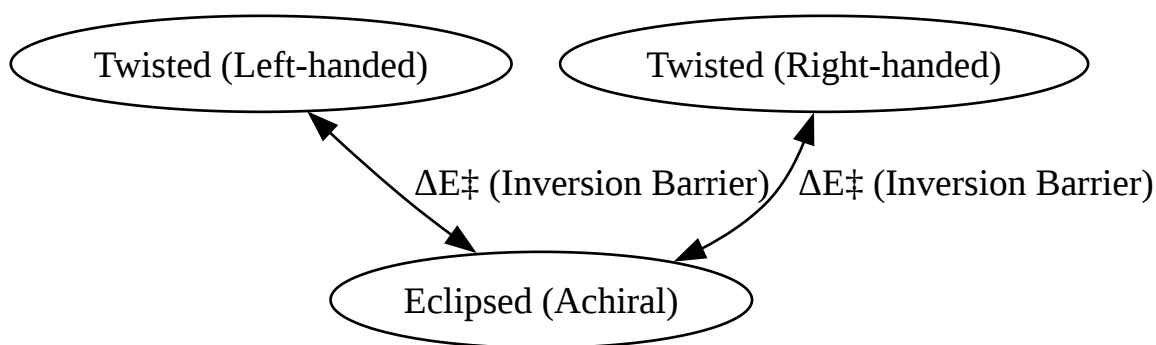 Twisted (Left-handed)
Twisted (Right-handed)
ΔE‡ (Inversion Barrier)
ΔE‡ (Inversion Barrier)
Eclipsed (Achiral)